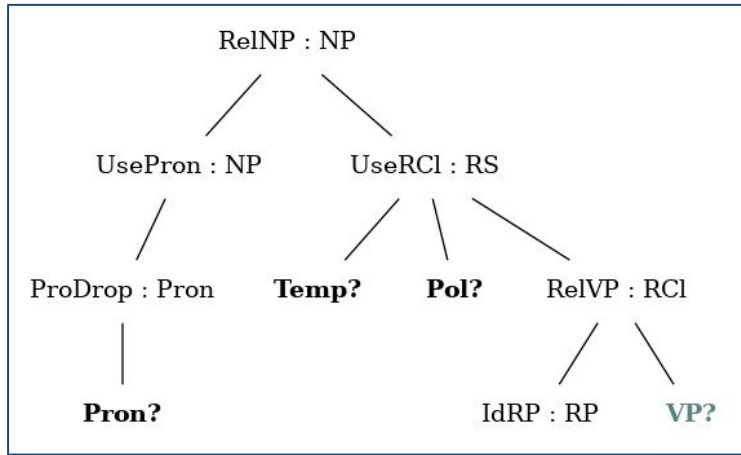 RelNP : NP
UsePron : NP UseRCl : RS
ProDrop : Pron Temp? Pol? RelVP : RCl
Pron? IdRP : RP VP?